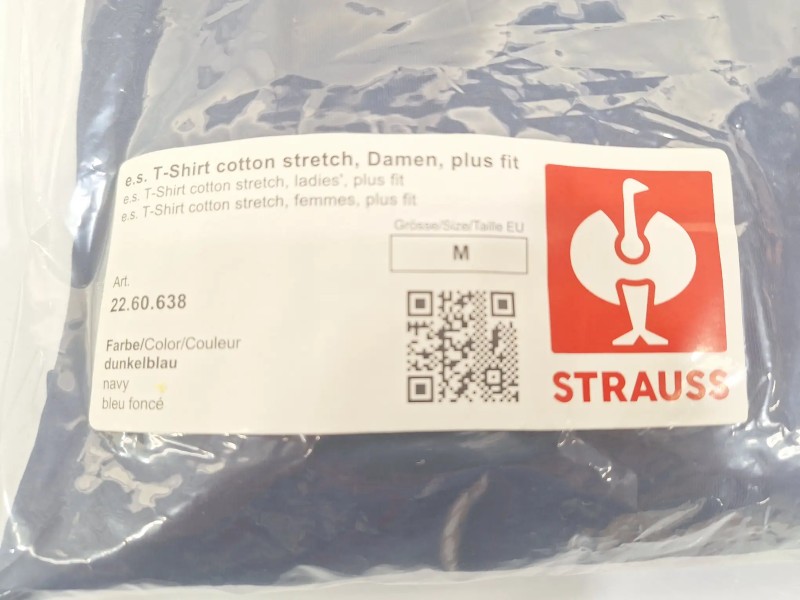 e.s. T-Shirt cotton stretch, Damen, plus fit
e.s. T-Shirt cotton stretch, ladies', plus fit
e.s. T-Shirt cotton stretch, femmes, plus fit
Grösse/Size/Taille EU
M
Art.
22.60.638
Farbe/Color/Couleur
dunkelblau
navy
bleu foncé
STRAUSS